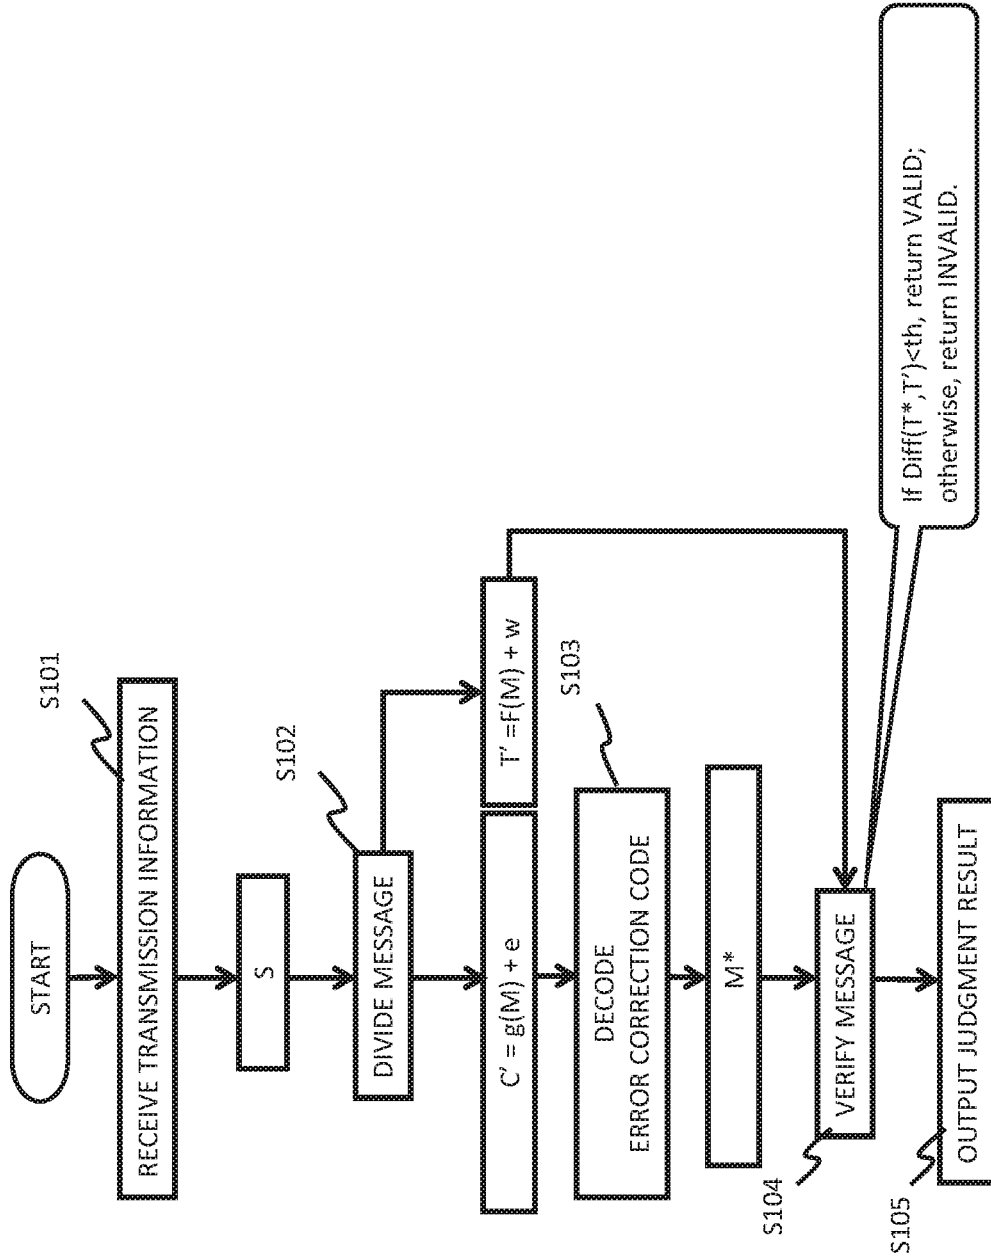 START
S101
RECEIVE TRANSMISSION INFORMATION
S
S102
DIVIDE MESSAGE
C' = g(M) + e
T' =F(M) + w
S103
DECODE
ERROR CORRECTION CODE
M*
S104
VERIFY MESSAGE
If Diff(T*,T')<th, return VALID;
otherwise, return INVALID.
S105
OUTPUT JUDGMENT RESULT